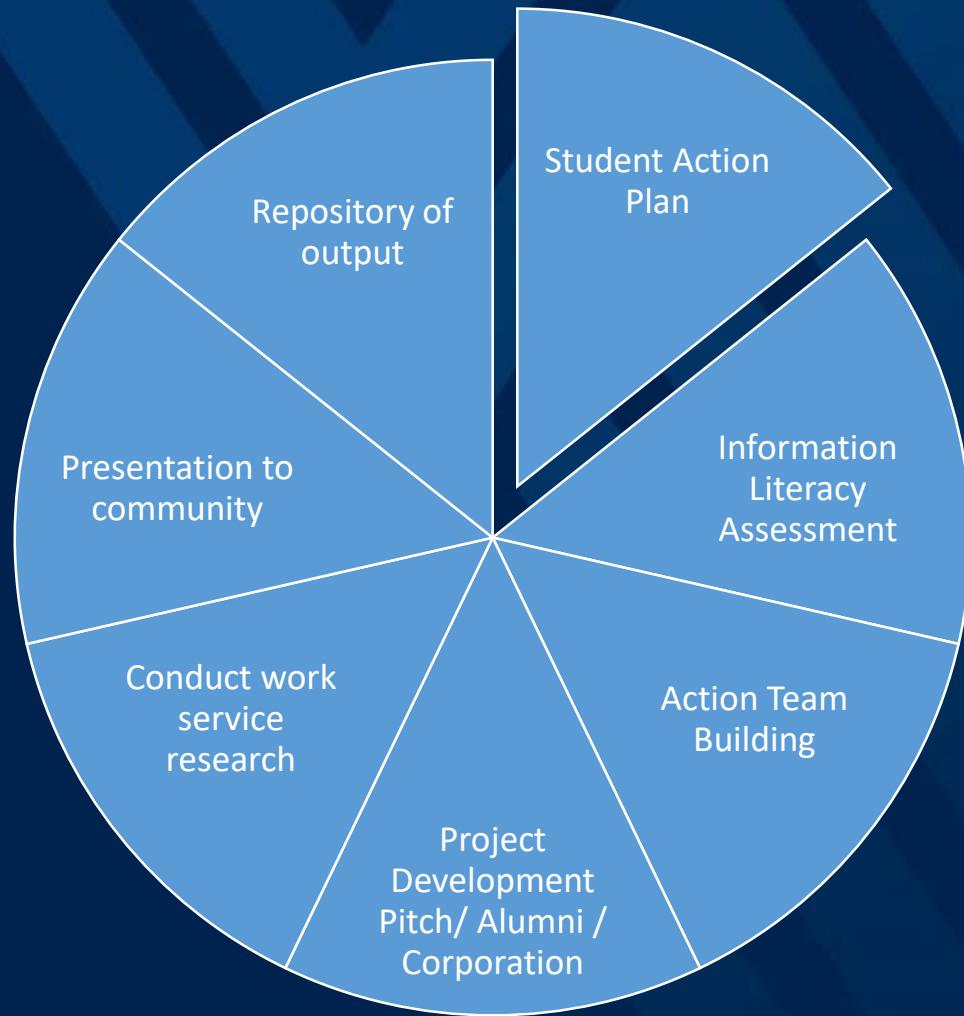 Student Action
Plan
Information
Literacy
Assessment
Action Team
Building
Project
Development
Pitch/ Alumni /
Corporation
Conduct work
service
research
Presentation to
community
Repository of
output